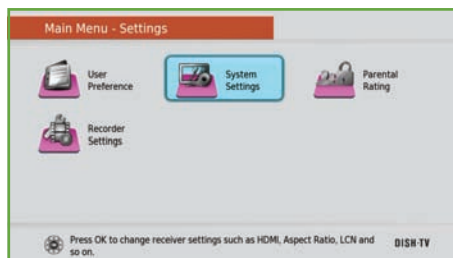 Main Menu - Settings
User
Preference
System
Settings
Parental
Rating
Recorder
Settings
Press OK to change receiver settings such as HDMI, Aspect Ratio, LCN and
so on.
DISH-TV